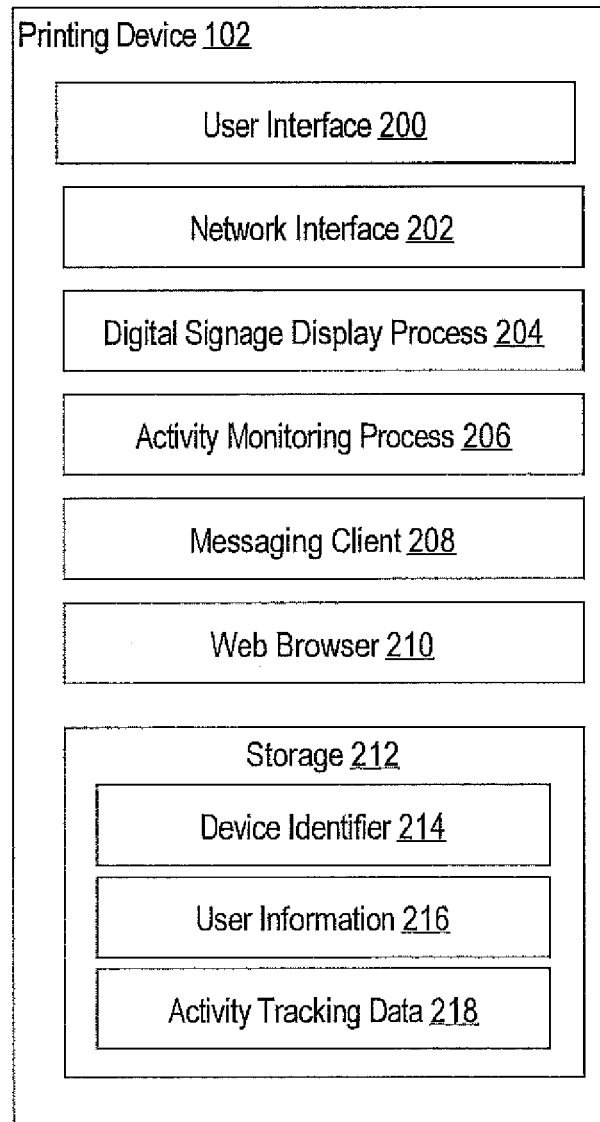 Printing Device 102
User Interface 200
Network Interface 202
Digital Signage Display Process 204
Activity Monitoring Process 206
Messaging Client 208
Web Browser 210
Storage 212
Device Identifier 214
User Information 216
Activity Tracking Data 218